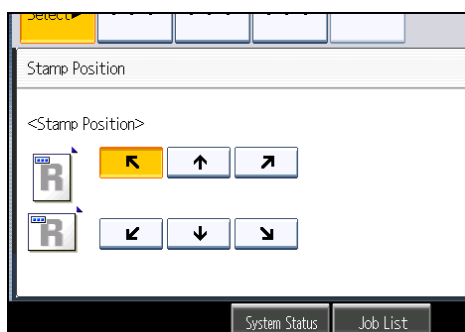 Select▶
Stamp Position
<Stamp Position>
R
R
System Status Job List